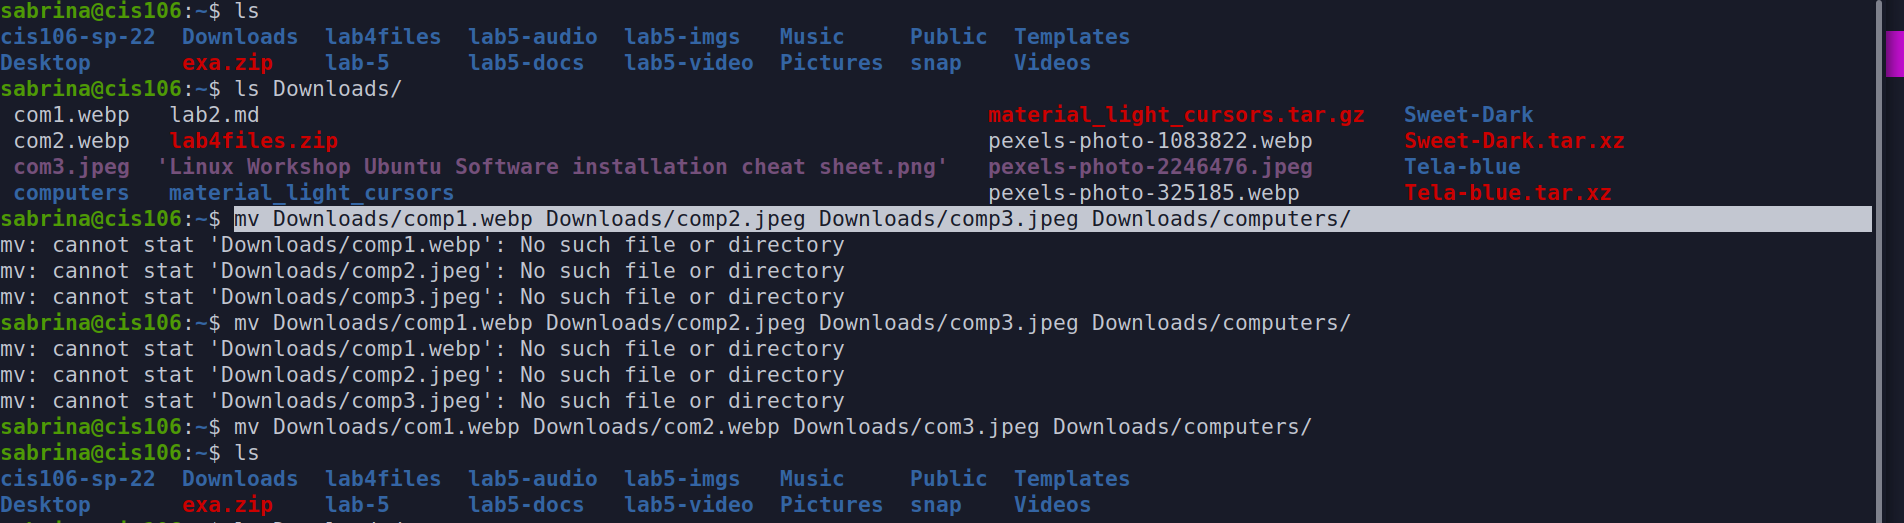 sabrina@cis106:~$ ls
cis106-sp-22  Downloads  lab4files  lab5-audio  lab5-imgs   Music     Public  Templates
Desktop       exa.zip    lab-5      lab5-docs   lab5-video  Pictures  snap    Videos
sabrina@cis106:~$ ls Downloads/
 com1.webp   lab2.md                                                        material_light_cursors.tar.gz   Sweet-Dark
 com2.webp   lab4files.zip                                                  pexels-photo-1083822.webp       Sweet-Dark.tar.xz
 com3.jpeg  'Linux Workshop Ubuntu Software installation cheat sheet.png'   pexels-photo-2246476.jpeg       Tela-blue
 computers   material_light_cursors                                         pexels-photo-325185.webp        Tela-blue.tar.xz
sabrina@cis106:~$ mv Downloads/comp1.webp Downloads/comp2.jpeg Downloads/comp3.jpeg Downloads/computers/
mv: cannot stat 'Downloads/comp1.webp': No such file or directory
mv: cannot stat 'Downloads/comp2.jpeg': No such file or directory
mv: cannot stat 'Downloads/comp3.jpeg': No such file or directory
sabrina@cis106:~$ mv Downloads/comp1.webp Downloads/comp2.jpeg Downloads/comp3.jpeg Downloads/computers/
mv: cannot stat 'Downloads/comp1.webp': No such file or directory
mv: cannot stat 'Downloads/comp2.jpeg': No such file or directory
mv: cannot stat 'Downloads/comp3.jpeg': No such file or directory
sabrina@cis106:~$ mv Downloads/com1.webp Downloads/com2.webp Downloads/com3.jpeg Downloads/computers/
sabrina@cis106:~$ ls
cis106-sp-22  Downloads  lab4files  lab5-audio  lab5-imgs   Music     Public  Templates
Desktop       exa.zip    lab-5      lab5-docs   lab5-video  Pictures  snap    Videos